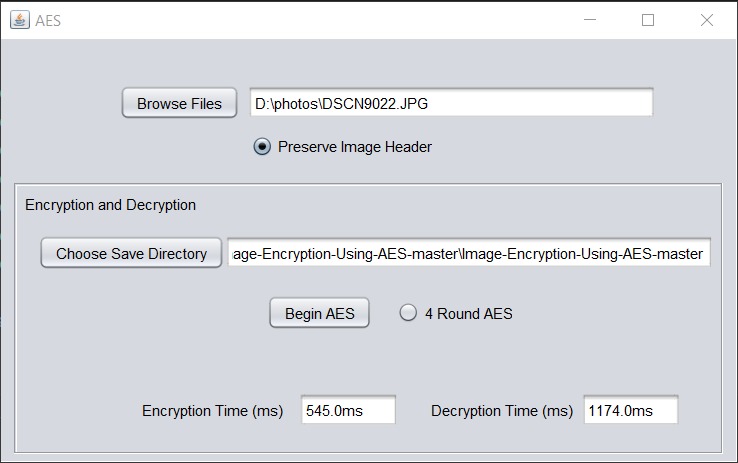 AES
Browse Files D:\photos\DSCN9022.JPG
Preserve Image Header
Encryption and Decryption
Choose Save Directory age-Encryption-Using-AES-master\Image-Encryption-Using-AES-master
Begin AES 4 Round AES
Encryption Time (ms) 545.0ms Decryption Time (ms) 1174.0ms